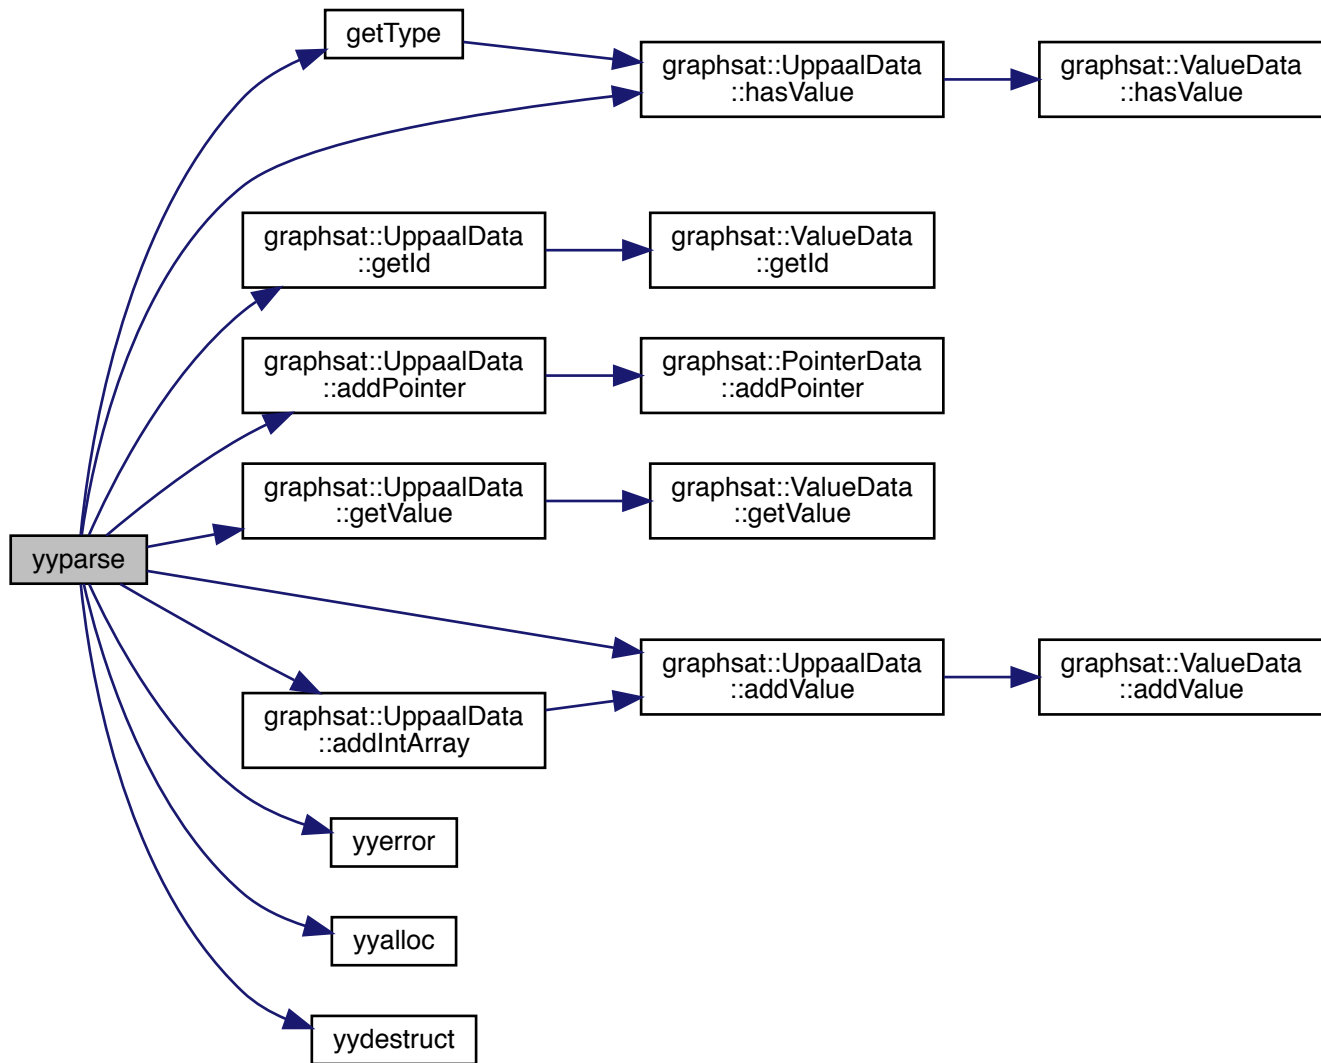 getType
graphsat::UppaalData
::hasValue
graphsat::ValueData
::hasValue
graphsat::UppaalData
::getId
graphsat::ValueData
::getId
graphsat::UppaalData
::addPointer
graphsat::PointerData
::addPointer
graphsat::UppaalData
::getValue
graphsat::ValueData
::getValue
yyparse
graphsat::UppaalData
::addValue
graphsat::ValueData
::addValue
graphsat::UppaalData
::addIntArray
yyerror
yyalloc
yydestruct